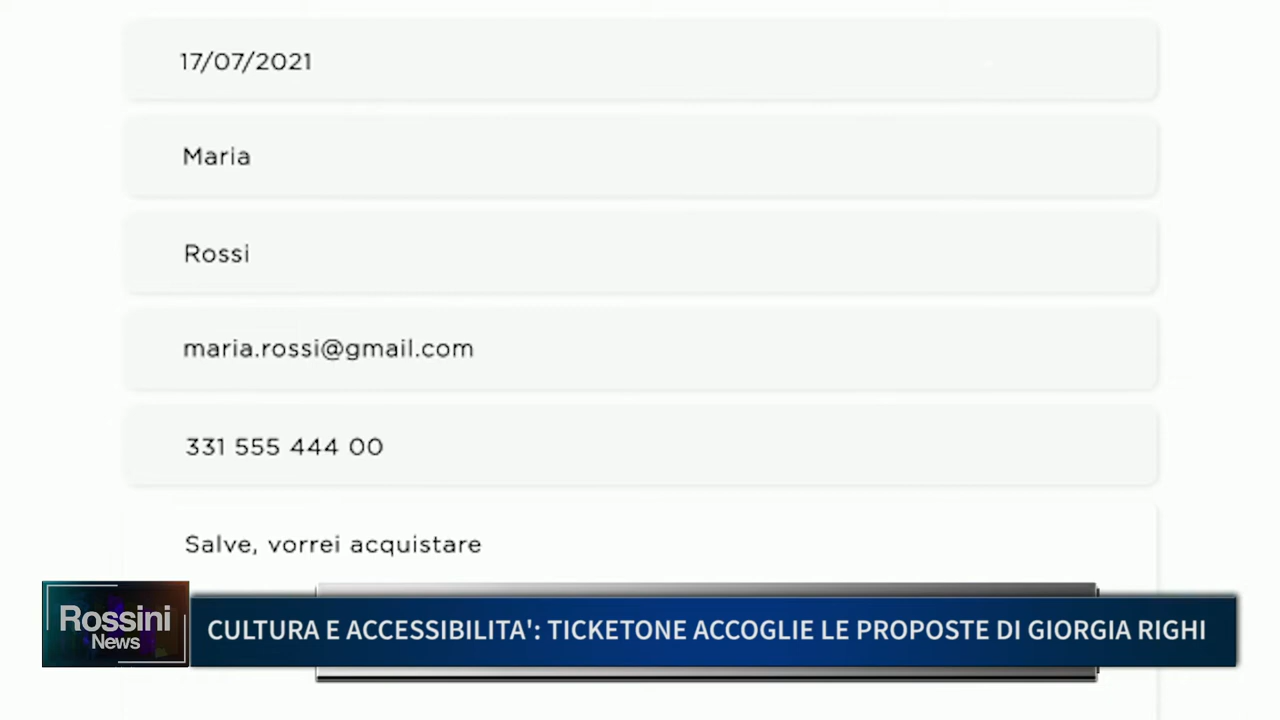 17/07/2021
Maria
Rossi
maria.rossi@gmail.com
331 555 444 00
Salve, vorrei acquistare
Rossini
News
CULTURA E ACCESSIBILITA': TICKETONE ACCOGLIE LE PROPOSTE DI GIORGIA RIGHI